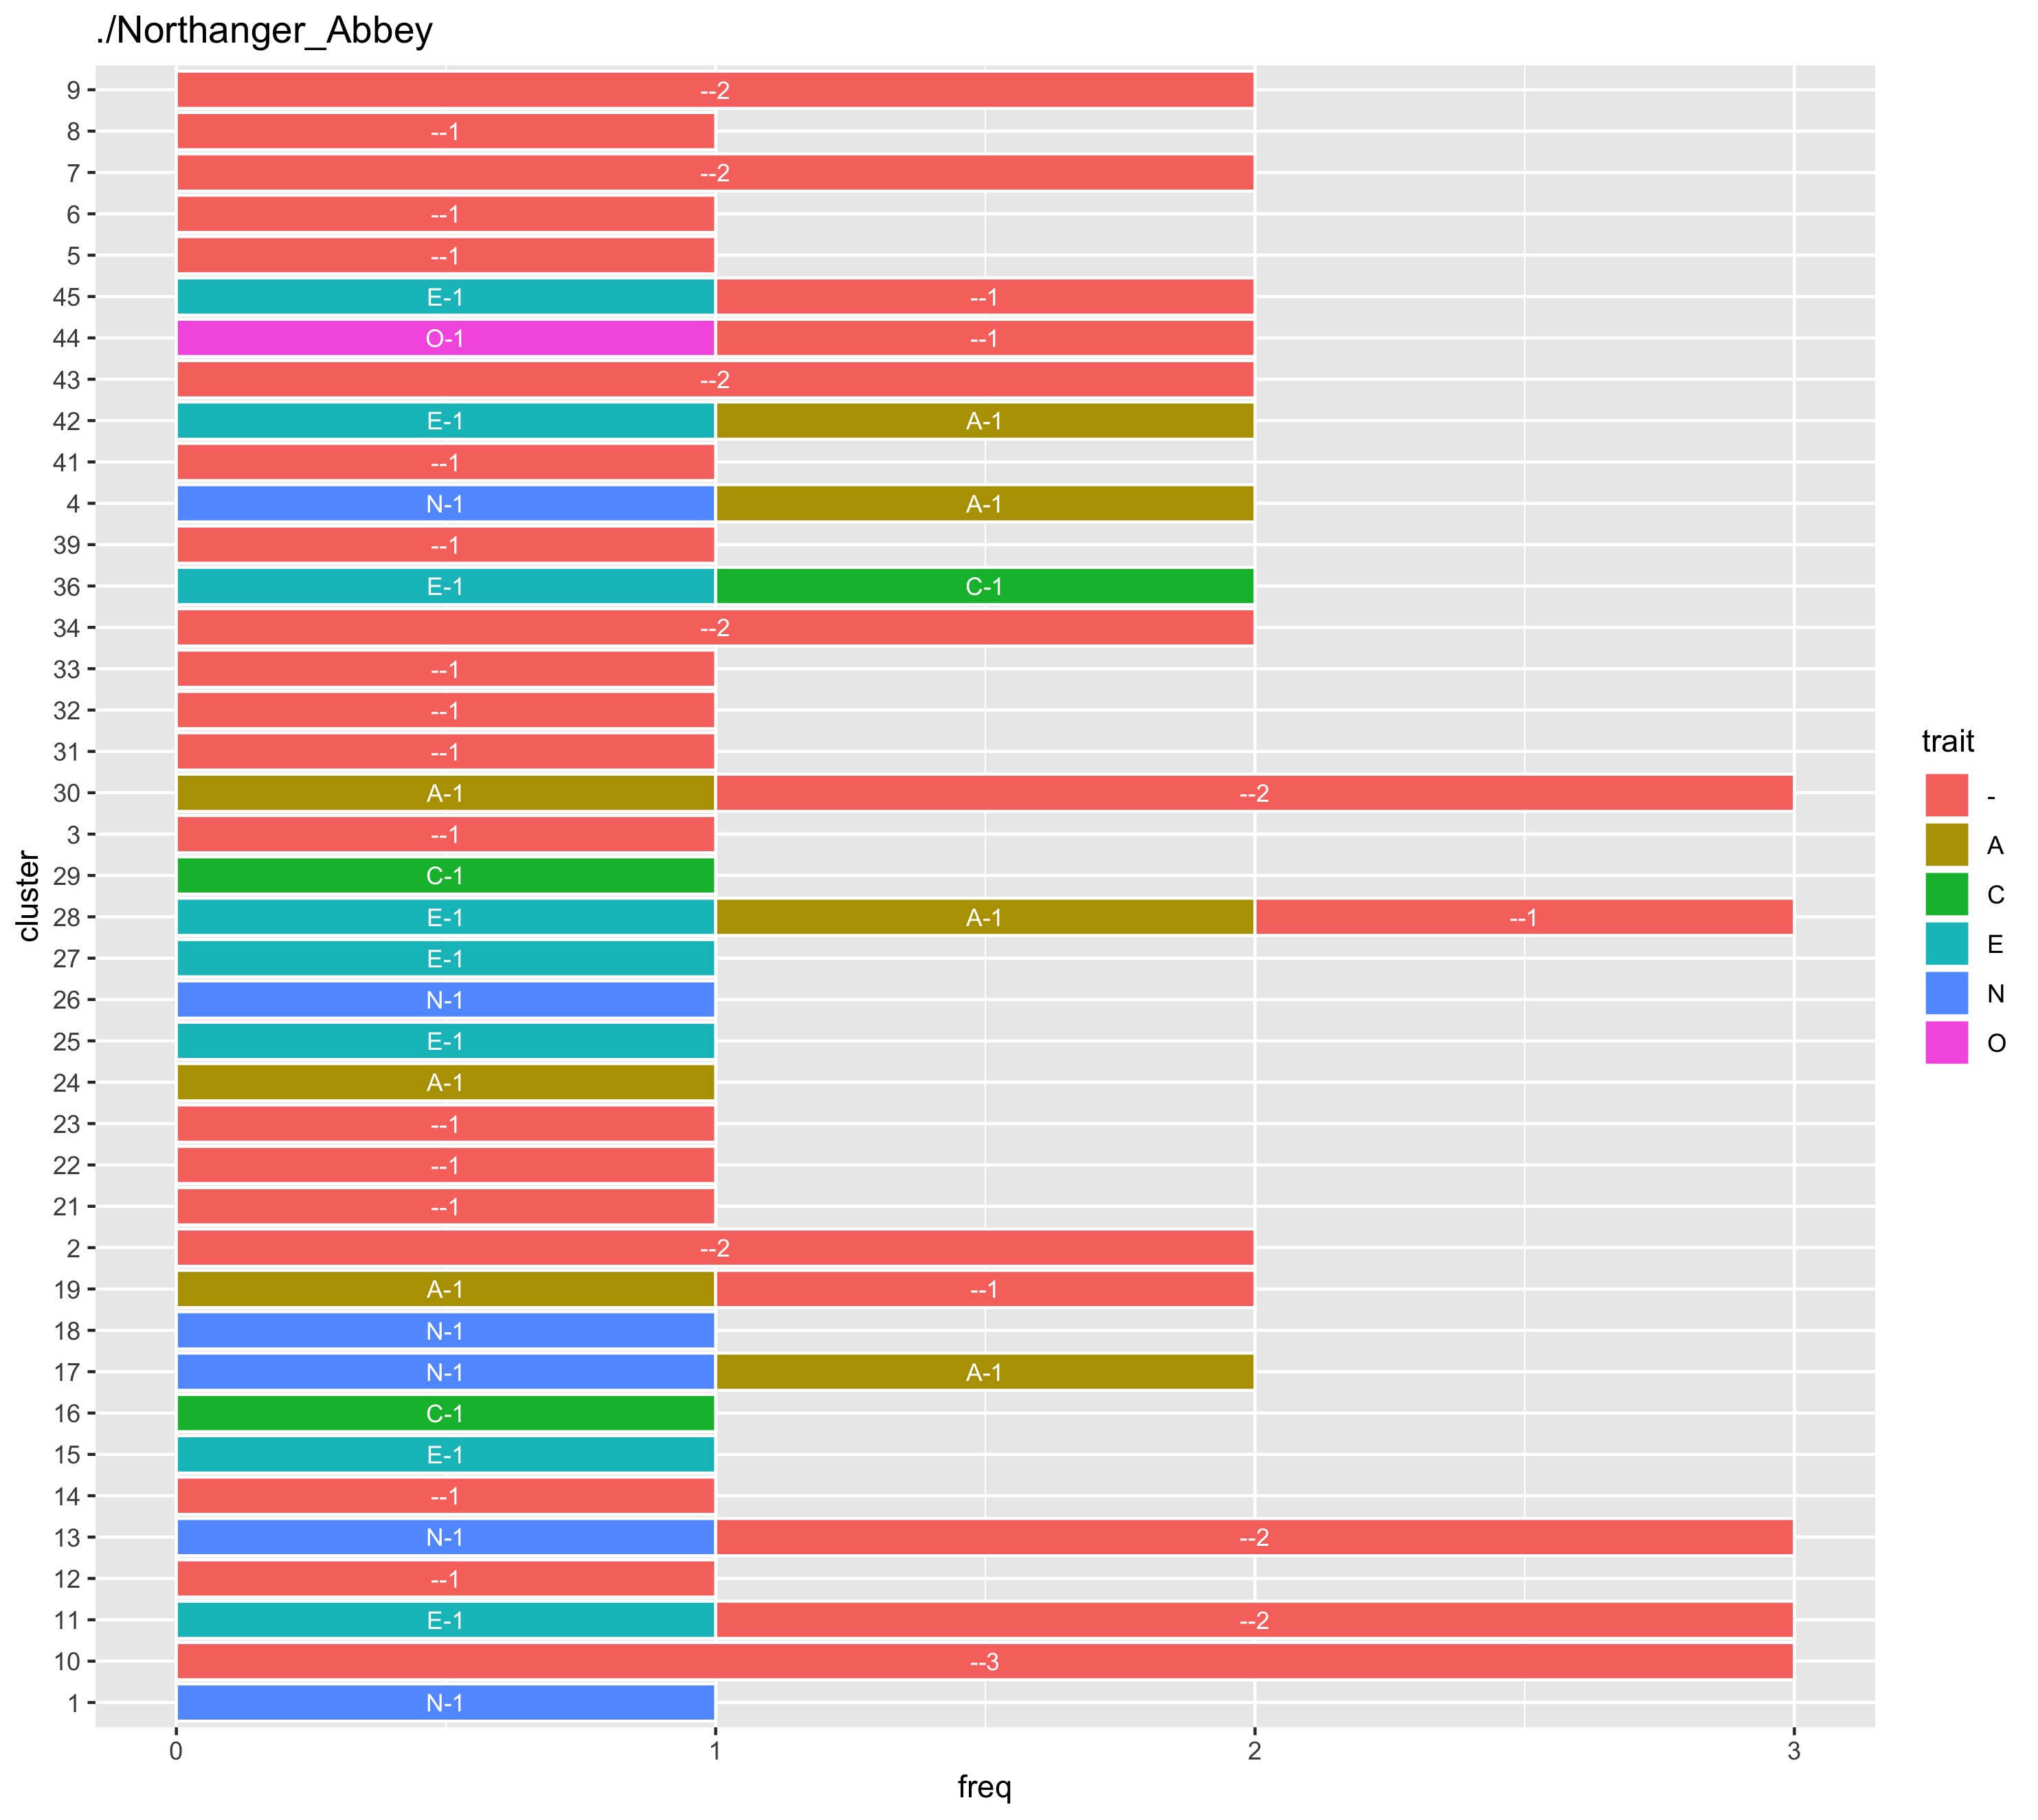 ./Northanger_Abbey
9 --2
8 --1
7 --2
6 --1
5 --1
45 E-1 --1
44 O-1 --1
43 --2
42 E-1 A-1
41 --1
4 N-1 A-1
39 --1
36 E-1 C-1
34 --2
33 --1
32 --1
31 --1
30 A-1 --2
3 --1
29 C-1
28 E-1 A-1 --1
27 E-1
26 N-1
25 E-1
24 A-1
23 --1
22 --1
21 --1
2 --2
19 A-1 --1
18 N-1
17 N-1 A-1
16 C-1
15 E-1
14 --1
13 N-1 --2
12 --1
11 E-1 --2
10 --3
1 N-1
0 1 2 3
freq
cluster
trait
-
A
C
E
N
O